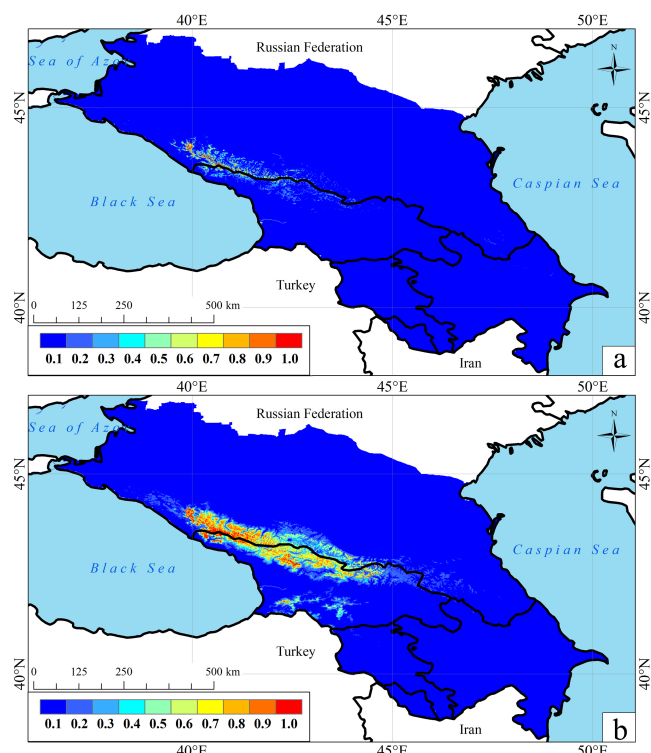 40°E 45°E 50°E
Russian Federation
N
Sea of Azo
45°N 45°N
Black Sea
Caspian Sea
Turkey
0 125 250 500 km
40°N 40°N
0.1 0.2 0.3 0.4 0.5 0.6 0.7 0.8 0.9 1.0
Iran
a
40°E 45°E 50°E
Russian Federation
N
Sea of Azo
45°N 45°N
Black Sea
Caspian Sea
Turkey
0 125 250 500 km
40°N 40°N
0.1 0.2 0.3 0.4 0.5 0.6 0.7 0.8 0.9 1.0
Iran
b
40°E 45°E 50°E